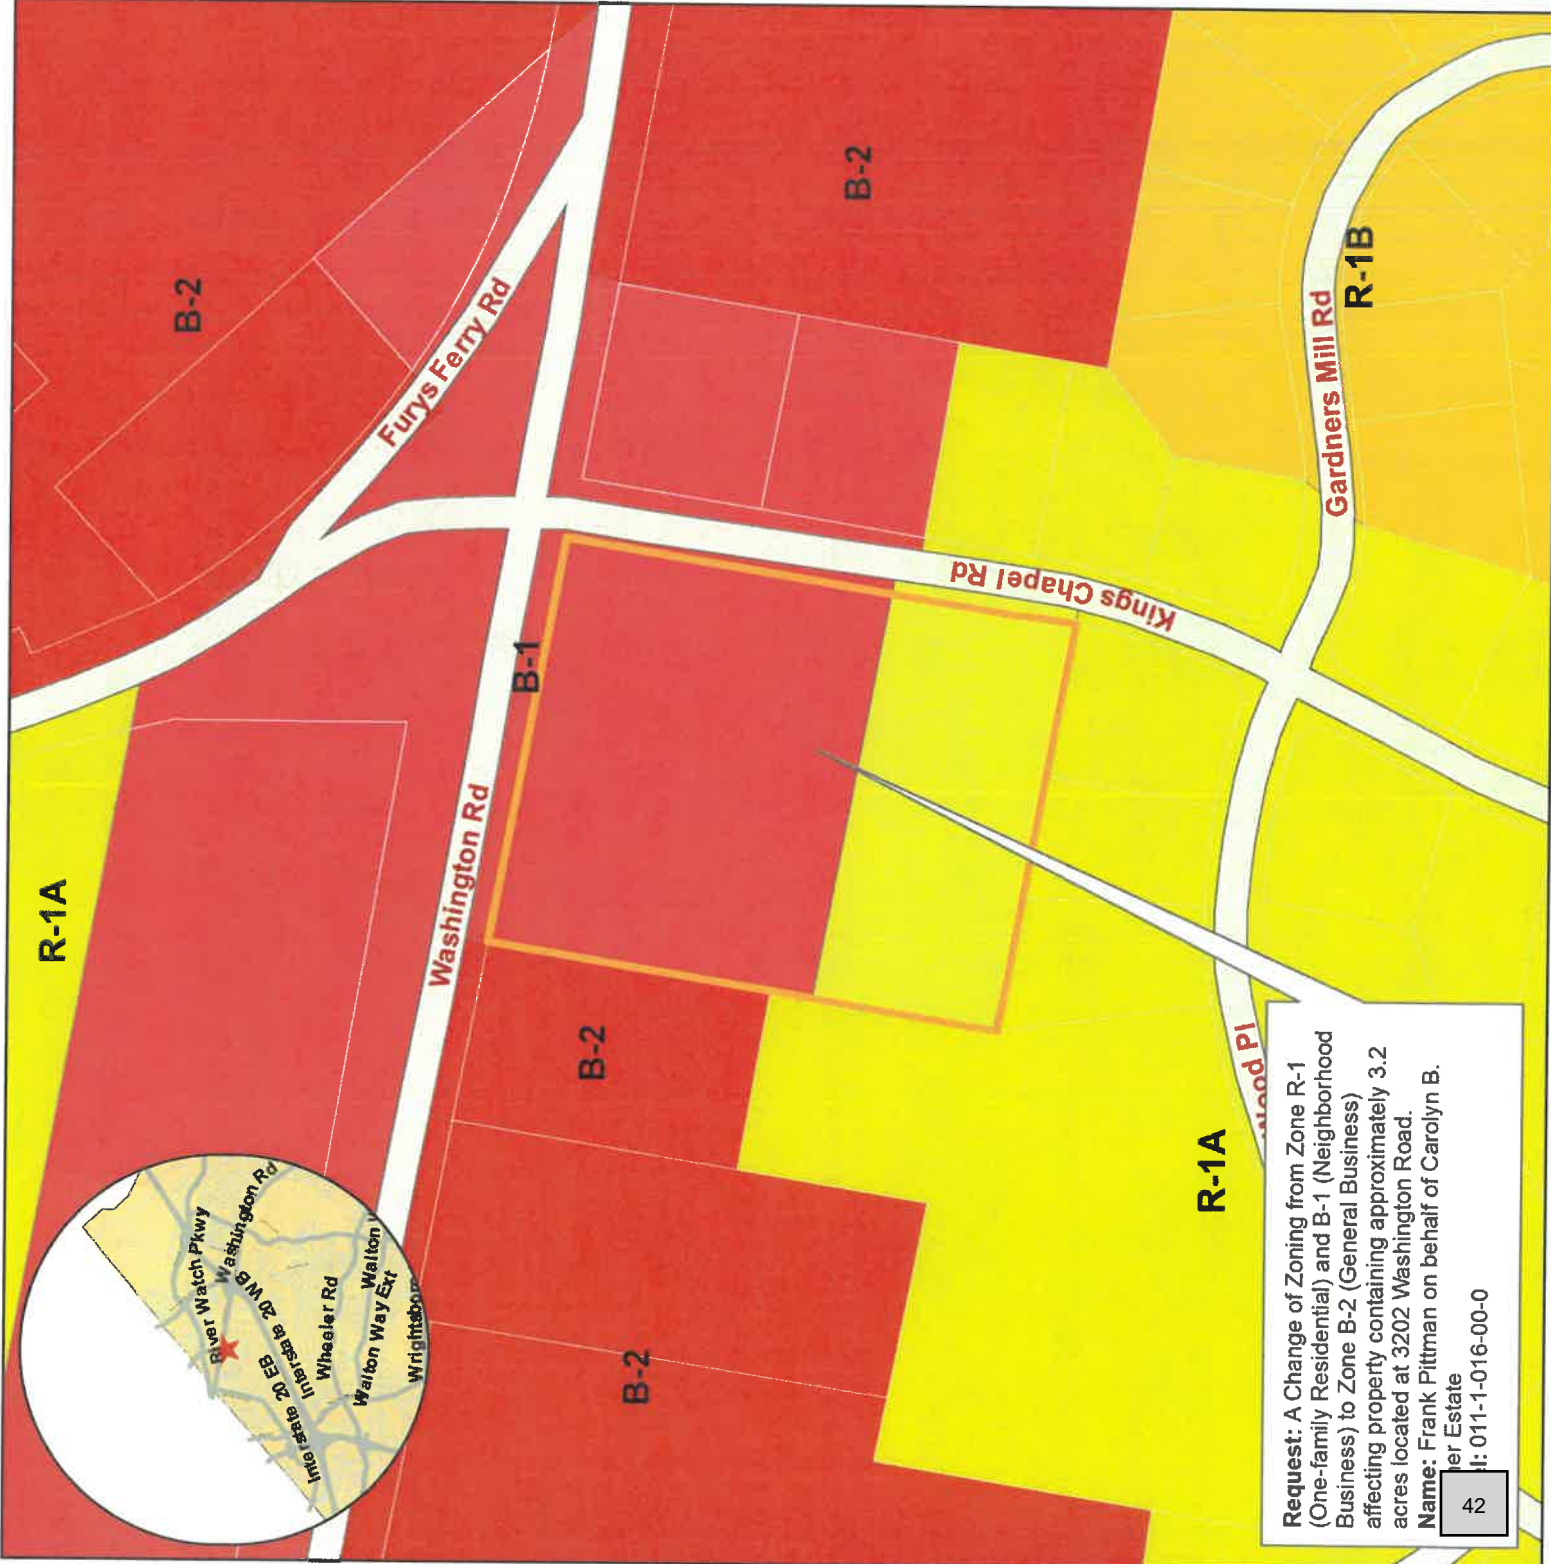 B-2
B-2
Furys Ferry Rd
Gardners Mill Rd
R-1B
Kings Chapel Rd
B-1
Washington Rd
R-1A
B-2
B-2
R-1A
Wood Pl
River Watch Pkwy
Washington Rd
Interstate 20 WB
Interstate 20 EB
Wheeler Rd
Walton
Walton Way Ext
Request: A Change of Zoning from Zone R-1
(One-family Residential) and B-1 (Neighborhood
Business) to Zone B-2 (General Business)
affecting property containing approximately 3.2
acres located at 3202 Washington Road.
Name: Frank Pittman on behalf of Carolyn B.
er Estate
l: 011-1-016-00-0
42